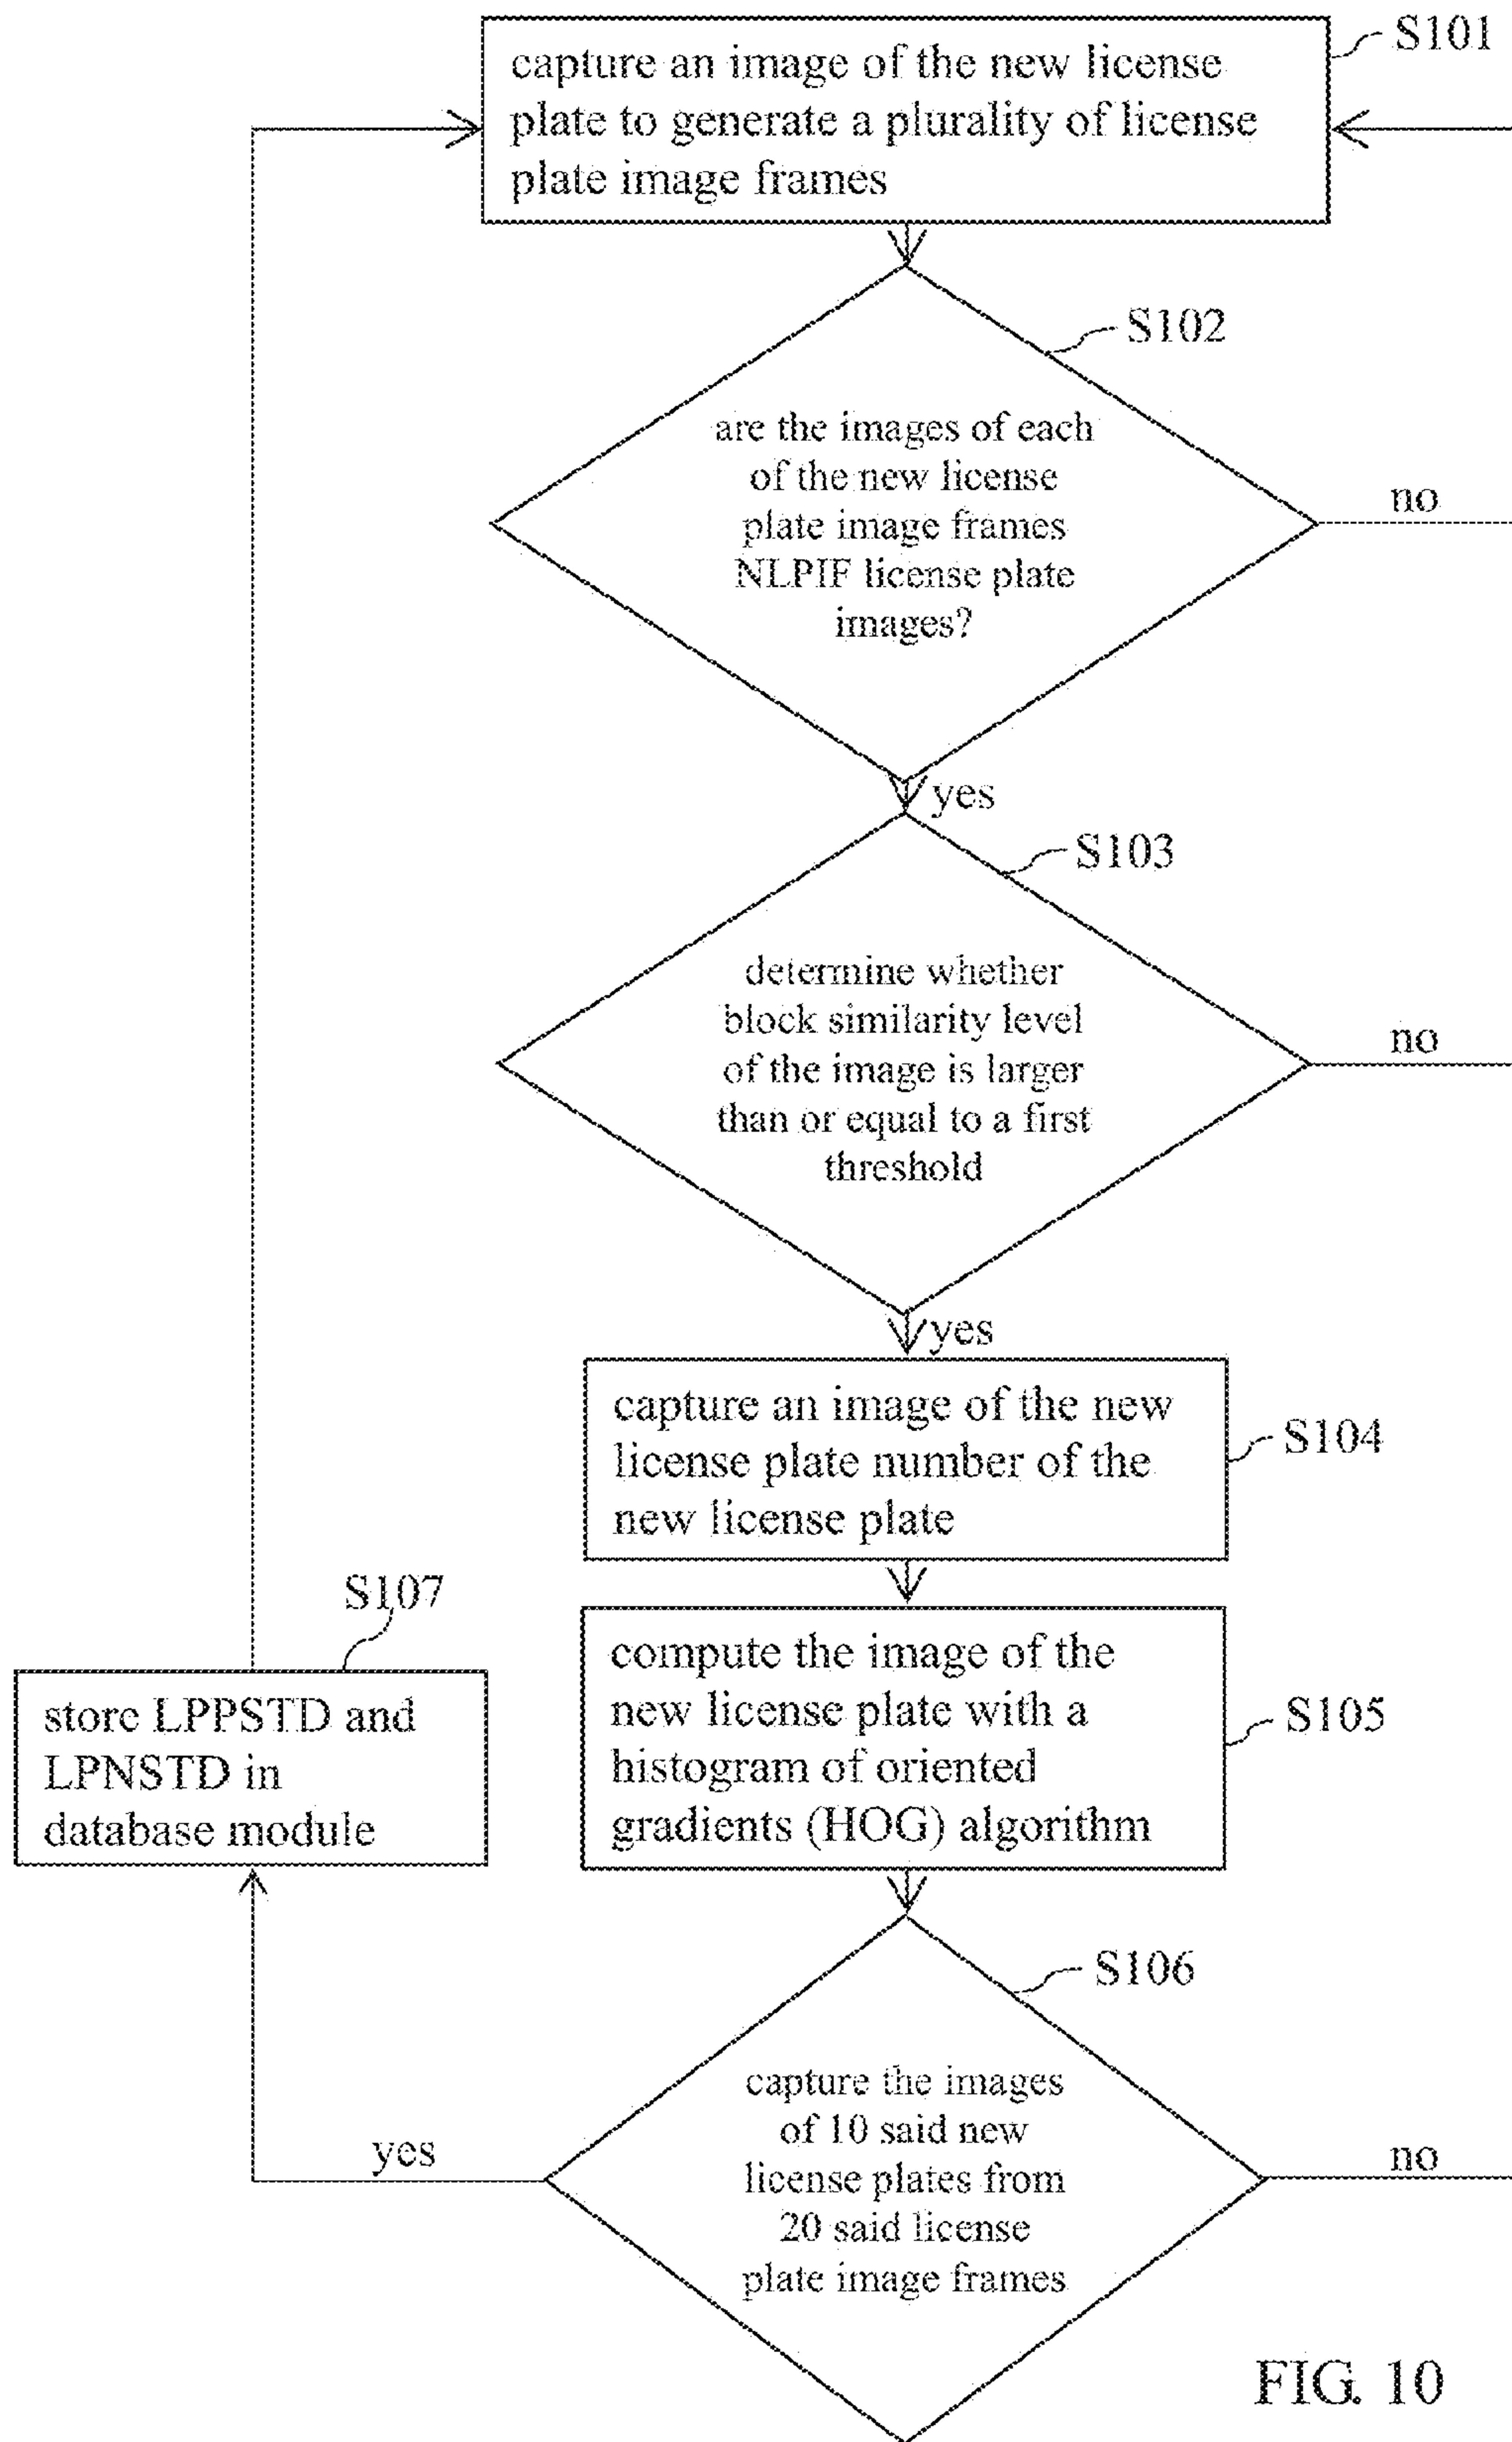 S101
capture an image of the new license
plate to generate a plurality of license
plate image frames
S102
are the images of each
of the new license
plate image frames
NLPIF license plate
images?
no
yes
S103
determine whether
block similarity level
of the image is larger
than or equal to a first
threshold
no
yes
capture an image of the new
license plate number of the
new license plate
S104
S107
store LPPSTD and
LPNSTD in
database module
compute the image of the
new license plate with a
histogram of oriented
gradients (HOG) algorithm
S105
S106
capture the images
of 10 said new
license plates from
20 said license
plate image frames
yes
no
FIG. 10